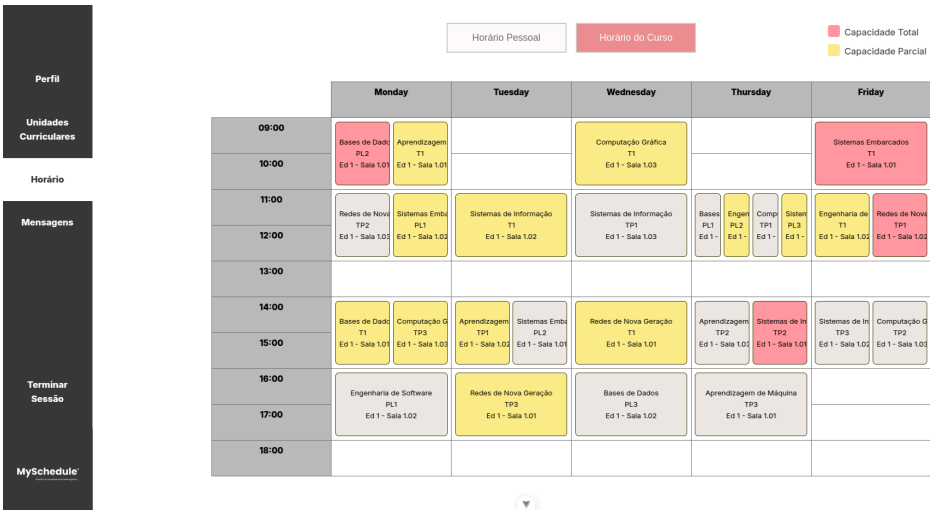 Horário Pessoal
Horário do Curso
Capacidade Total
Capacidade Parcial
Perfil
Unidades
Curriculares
Horário
Mensagens
Terminar
Sessão
MySchedule
Monday Tuesday Wednesday Thursday Friday
09:00
Bases de Dado
PL2
Ed 1 - Sala 1.01
Aprendizagem
T1
Ed 1 - Sala 1.01
Computação Gráfica
T1
Ed 1 - Sala 1.03
Sistemas Embarcados
T1
Ed 1 - Sala 1.01
10:00
11:00
Redes de Nova
TP2
Ed 1 - Sala 1.03
Sistemas Emba
PL1
Ed 1 - Sala 1.02
Sistemas de Informação
T1
Ed 1 - Sala 1.02
Sistemas de Informação
TP1
Ed 1 - Sala 1.03
Bases
PL1
Ed 1 -
Engen
PL2
Ed 1 -
Comp
TP1
Ed 1 -
Sistem
PL3
Ed 1 -
Engenharia de
T1
Ed 1 - Sala 1.02
Redes de Nova
TP1
Ed 1 - Sala 1.02
12:00
13:00
14:00
Bases de Dado
T1
Ed 1 - Sala 1.01
Computação G
TP3
Ed 1 - Sala 1.03
Aprendizagem
TP1
Ed 1 - Sala 1.02
Sistemas Emba
PL2
Ed 1 - Sala 1.01
Redes de Nova Geração
T1
Ed 1 - Sala 1.01
Aprendizagem
TP2
Ed 1 - Sala 1.03
Sistemas de In
TP2
Ed 1 - Sala 1.01
Sistemas de In
TP3
Ed 1 - Sala 1.03
Computação G
TP2
Ed 1 - Sala 1.03
15:00
16:00
Engenharia de Software
PL1
Ed 1 - Sala 1.02
Redes de Nova Geração
TP3
Ed 1 - Sala 1.01
Bases de Dados
PL3
Ed 1 - Sala 1.02
Aprendizagem de Máquina
TP3
Ed 1 - Sala 1.01
17:00
18:00